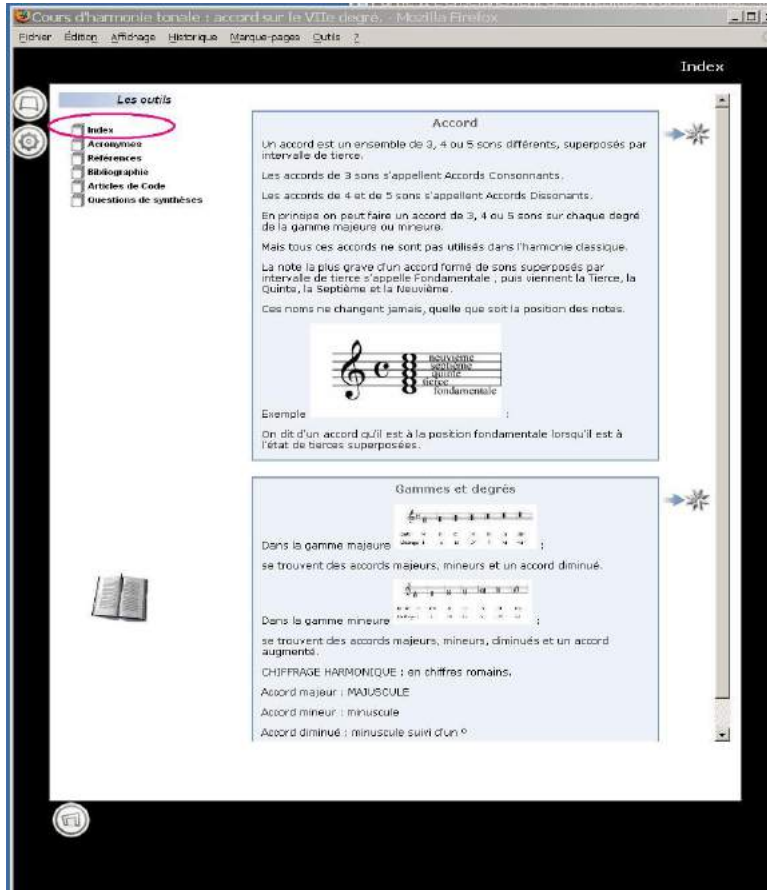 Cours d'harmonie tonale : accord sur le VIIe degré. - Mozilla Firefox
Fichier Édition Affichage Historique Marque-pages Outils ?
Index
Les outils
Index
Acronymes
Références
Bibliographie
Articles de Code
Questions de synthèses
Accord
Un accord est un ensemble de 3, 4 ou 5 sons différents, superposés par
intervalle de tierce.
Les accords de 3 sons s'appellent Accords Consonnants.
Les accords de 4 et de 5 sons s'appellent Accords Dissonants.
En principe on peut faire un accord de 3, 4 ou 5 sons sur chaque degré
de la gamme majeure ou mineure.
Mais tous ces accords ne sont pas utilisés dans l'harmonie classique.
La note la plus grave d'un accord formé de sons superposés par
intervalle de tierce s'appelle Fondamentale , puis viennent la Tierce, la
Quinte, la Septième et la Neuvième.
Ces noms ne changent jamais, quelle que soit la position des notes.
neuvième
septième
quinte
tierce
fondamentale
Exemple :
On dit d'un accord qu'il est à la position fondamentale lorsqu'il est à
l'état de tierces superposées.
Gammes et degrés
Dans la gamme majeure :
se trouvent des accords majeurs, mineurs et un accord diminué.
Dans la gamme mineure :
se trouvent des accords majeurs, mineurs, diminués et un accord
augmenté.
CHIFFRAGE HARMONIQUE : en chiffres romains.
Accord majeur : MAJUSCULE
Accord mineur : minuscule
Accord diminué : minuscule suivi d'un º